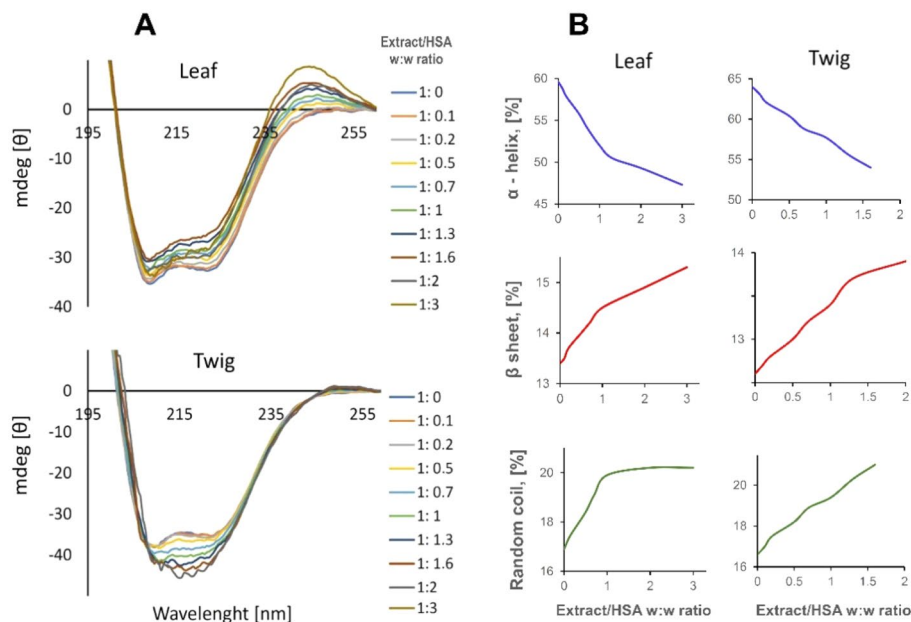 A
Extract/HSA
w:w ratio
Leaf
mdeg [θ]
0
-10
-20
-30
-40
195 215 235 255
1: 0
1: 0.1
1: 0.2
1: 0.5
1: 0.7
1: 1
1: 1.3
1: 1.6
1:2
1:3
Twig
mdeg [θ]
0
-10
-20
-30
-40
195 215 235 255
1: 0
1: 0.1
1: 0.2
1: 0.5
1: 0.7
1: 1
1: 1.3
1: 1.6
1:2
1:3
Wavelenght [nm]
B
Leaf
Twig
α - helix, [%]
60
55
50
45
0 1 2 3
65
60
55
50
0 0.5 1 1.5 2
β sheet, [%]
15
14
13
0 1 2 3
14
13
0 0.5 1 1.5 2
Random coil, [%]
20
18
16
0 1 2 3
20
18
16
0 0.5 1 1.5 2
Extract/HSA w:w ratio
Extract/HSA w:w ratio